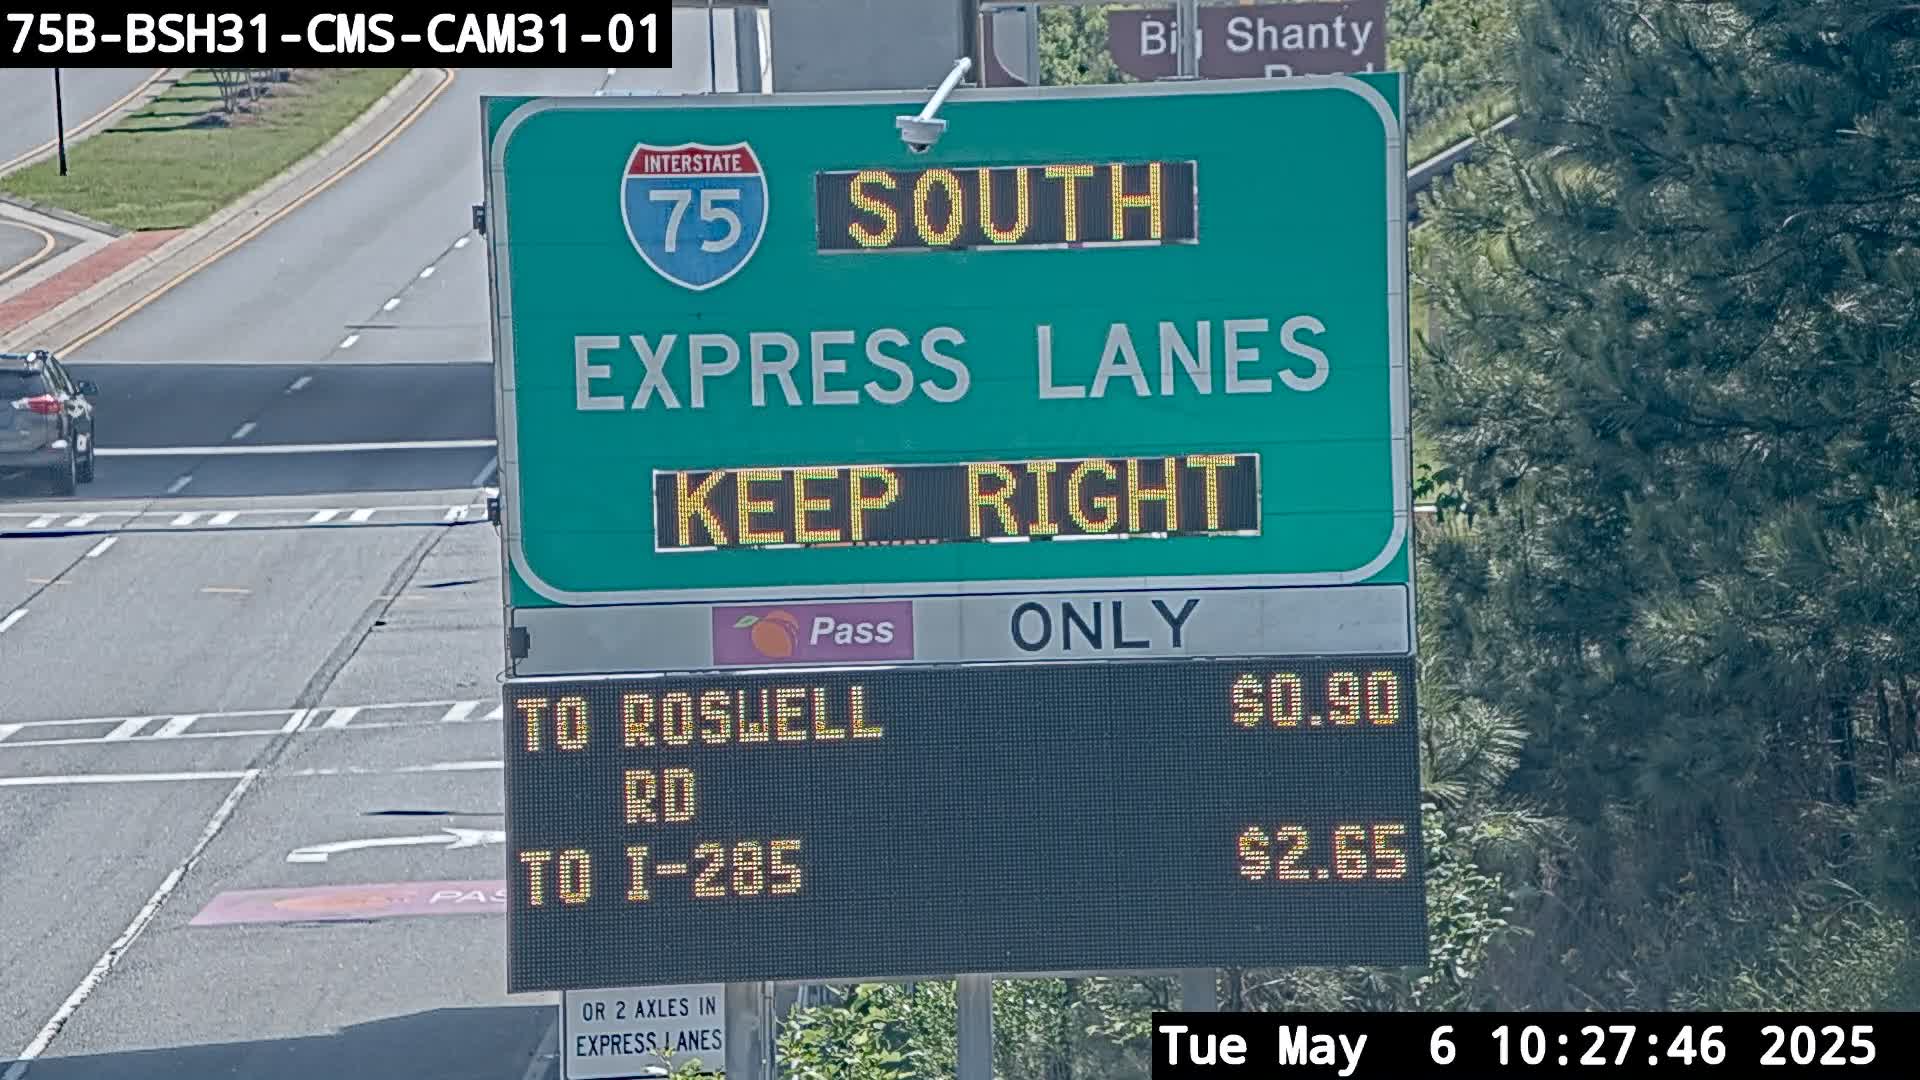 75B-BSH31-CMS-CAM31-01
Big Shanty
Road
INTERSTATE
75
SOUTH
EXPRESS LANES
KEEP RIGHT
Pass ONLY
TO ROSWELL $0.90
RD
TO I-285 $2.65
PAS
OR 2 AXLES IN
EXPRESS LANES
Tue May 6 10:27:46 2025